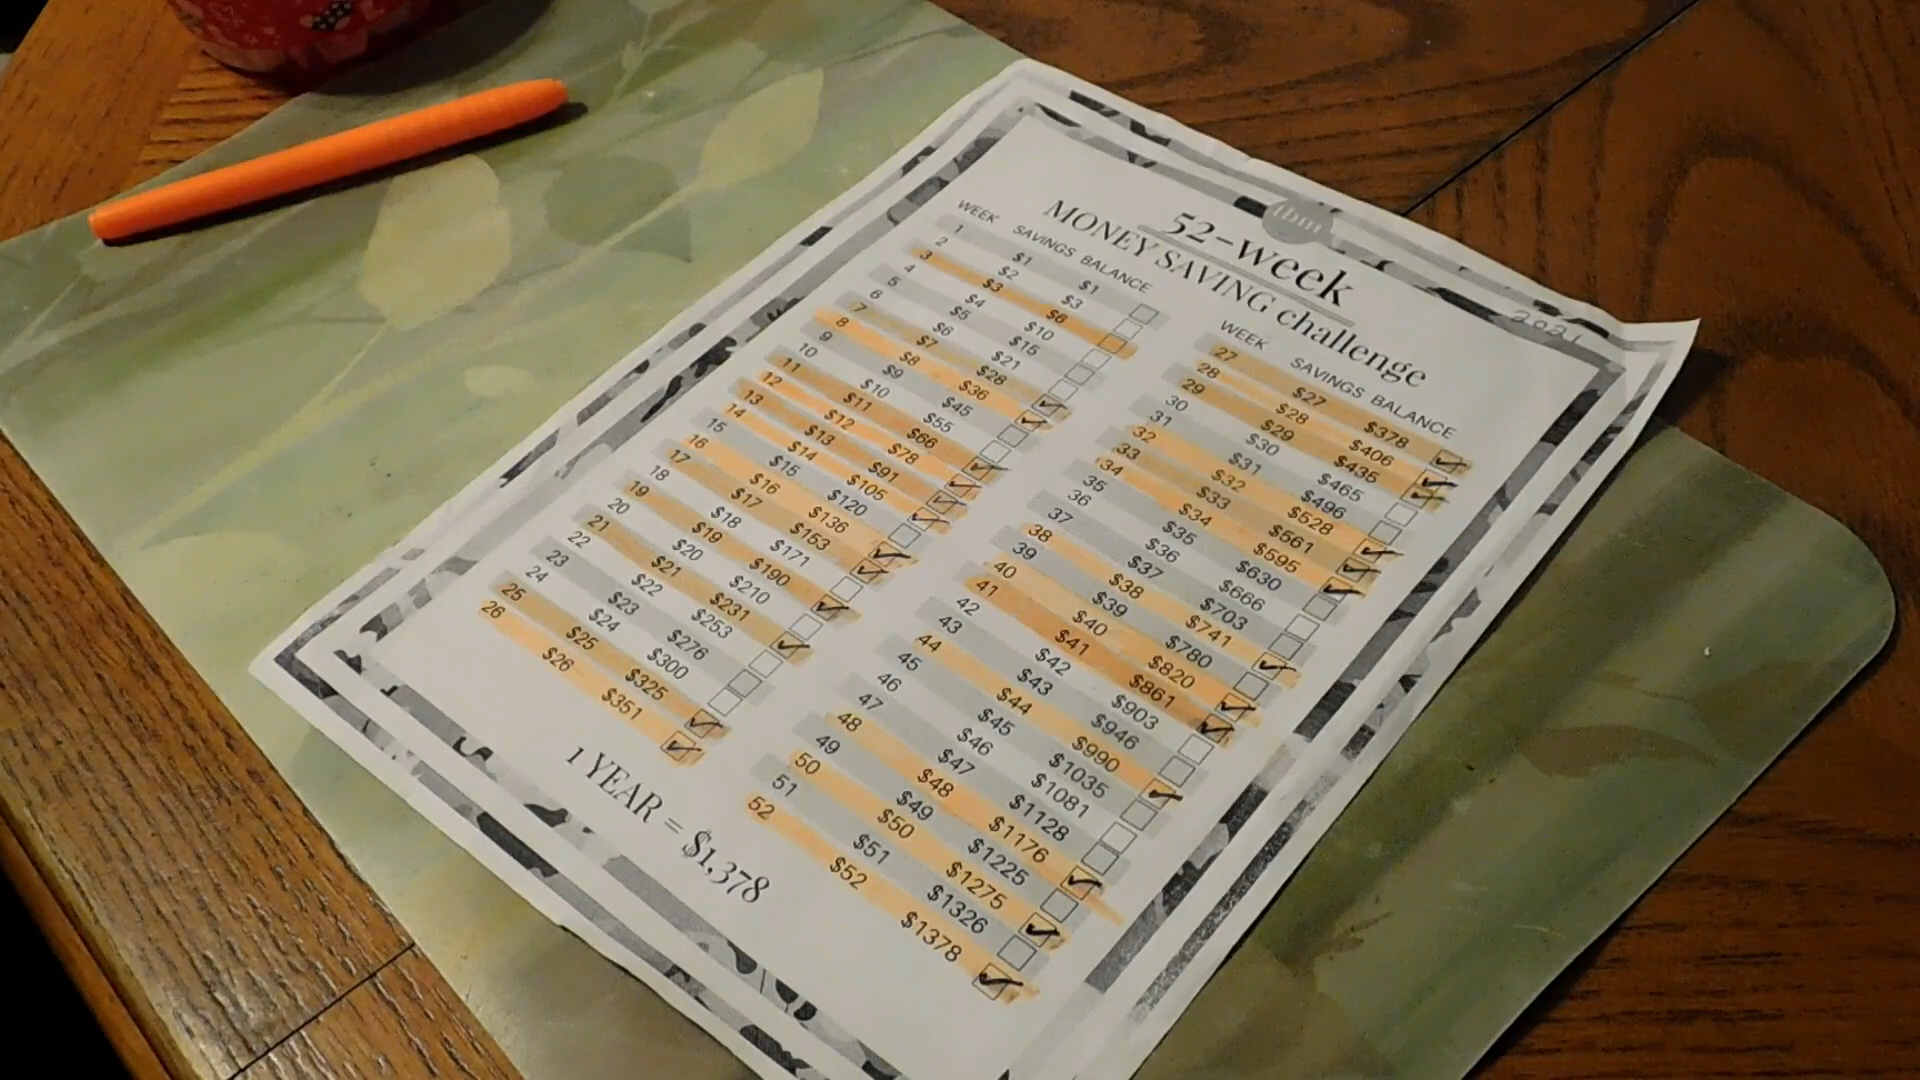 tbm
2021
52-week
MONEY SAVING challenge
WEEK SAVINGS BALANCE
1 $1 $1
2 $2 $3
3 $3 $6
4 $4 $10
5 $5 $15
6 $6 $21
7 $7 $28
8 $8 $36
9 $9 $45
10 $10 $55
11 $11 $66
12 $12 $78
13 $13 $91
14 $14 $105
15 $15 $120
16 $16 $136
17 $17 $153
18 $18 $171
19 $19 $190
20 $20 $210
21 $21 $231
22 $22 $253
23 $23 $276
24 $24 $300
25 $25 $325
26 $26 $351
WEEK SAVINGS BALANCE
27 $27 $378
28 $28 $406
29 $29 $435
30 $30 $465
31 $31 $496
32 $32 $528
33 $33 $561
34 $34 $595
35 $35 $630
36 $36 $666
37 $37 $703
38 $38 $741
39 $39 $780
40 $40 $820
41 $41 $861
42 $42 $903
43 $43 $946
44 $44 $990
45 $45 $1035
46 $46 $1081
47 $47 $1128
48 $48 $1176
49 $49 $1225
50 $50 $1275
51 $51 $1326
52 $52 $1378
1 YEAR = $1,378